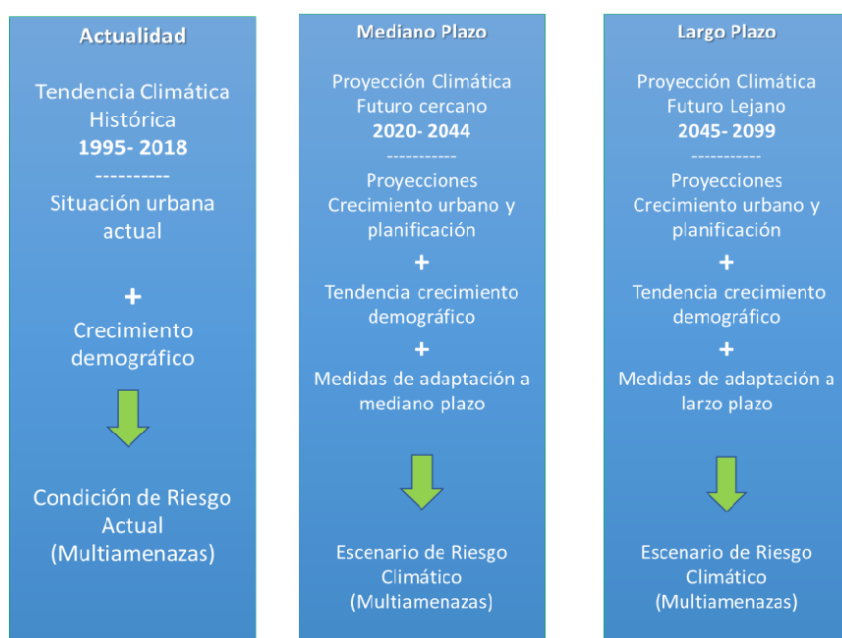 Actualidad
Tendencia Climática
Histórica
1995- 2018
----------
Situación urbana
actual
+
Crecimiento
demográfico
Condición de Riesgo
Actual
(Multiamenazas)
Mediano Plazo
Proyección Climática
Futuro cercano
2020- 2044
-----------
Proyecciones
Crecimiento urbano y
planificación
+
Tendencia crecimiento
demográfico
+
Medidas de adaptación a
mediano plazo
Escenario de Riesgo
Climático
(Multiamenazas)
Largo Plazo
Proyección Climática
Futuro Lejano
2045- 2099
-----------
Proyecciones
Crecimiento urbano y
planificación
+
Tendencia crecimiento
demográfico
+
Medidas de adaptación a
larzo plazo
Escenario de Riesgo
Climático
(Multiamenazas)